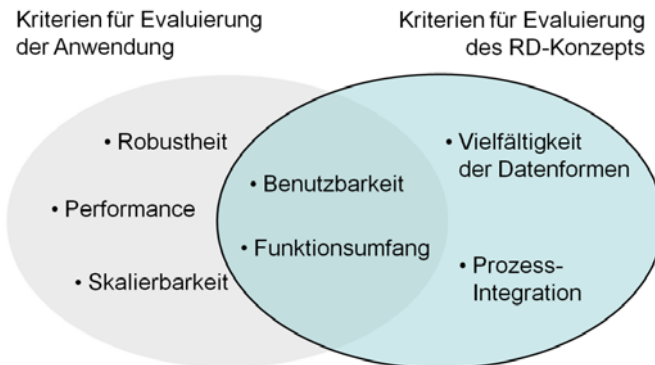 Kriterien für Evaluierung
der Anwendung
Kriterien für Evaluierung
des RD-Konzepts
• Robustheit
• Performance
• Skalierbarkeit
• Benutzbarkeit
• Funktionsumfang
• Vielfältigkeit
der Datenformen
• Prozess-
Integration